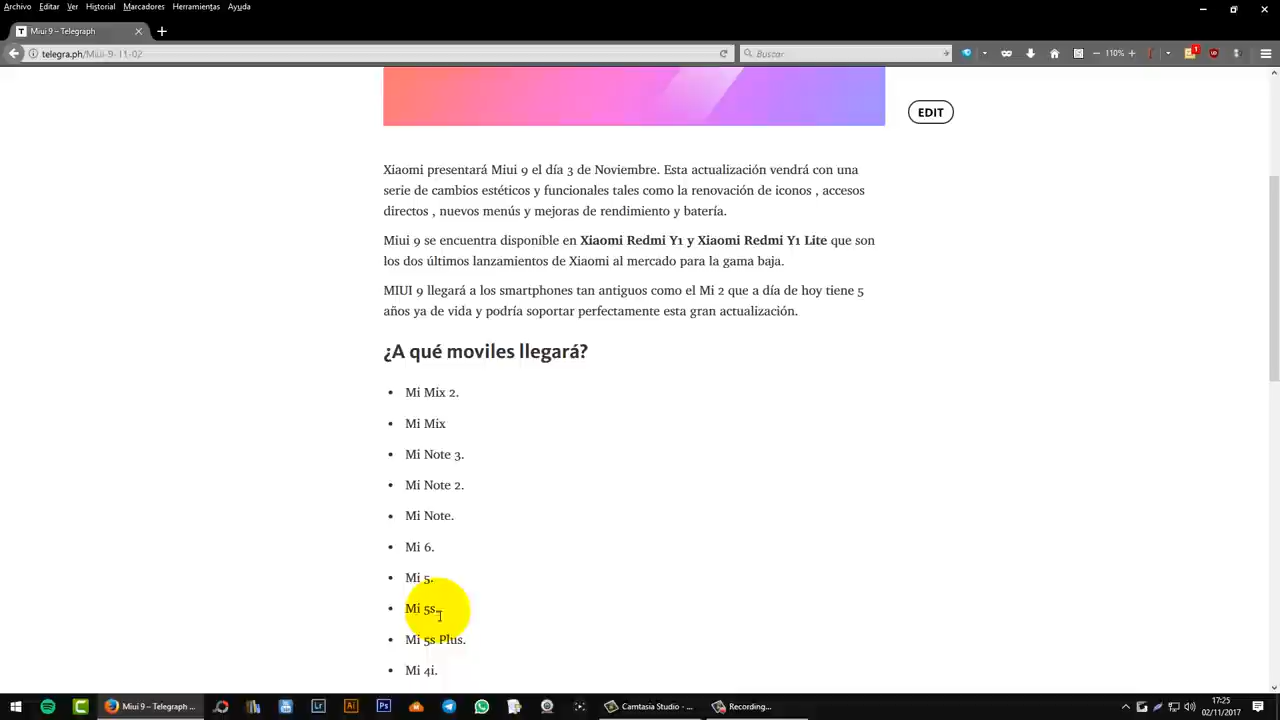 Archivo Editar Ver Historial Marcadores Herramientas Ayuda
T Miui 9 – Telegraph
telegra.ph/Miui-9-11-02
Buscar
110%
1
EDIT
Xiaomi presentará Miui 9 el día 3 de Noviembre. Esta actualización vendrá con una
serie de cambios estéticos y funcionales tales como la renovación de iconos , accesos
directos , nuevos menús y mejoras de rendimiento y batería.
Miui 9 se encuentra disponible en Xiaomi Redmi Y1 y Xiaomi Redmi Y1 Lite que son
los dos últimos lanzamientos de Xiaomi al mercado para la gama baja.
MIUI 9 llegará a los smartphones tan antiguos como el Mi 2 que a día de hoy tiene 5
años ya de vida y podría soportar perfectamente esta gran actualización.
¿A qué moviles llegará?
• Mi Mix 2.
• Mi Mix
• Mi Note 3.
• Mi Note 2.
• Mi Note.
• Mi 6.
• Mi 5.
• Mi 5s.
• Mi 5s Plus.
• Mi 4i.
Miui 9 – Telegraph ...
Lr
Ai
Ps
Camtasia Studio - ...
Recording...
17:25
02/11/2017